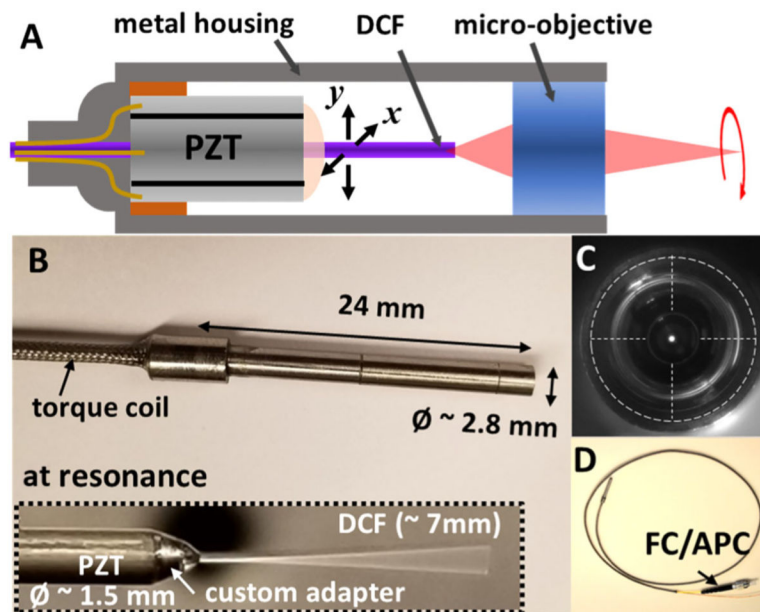 A
metal housing
DCF
micro-objective
y
x
PZT
B
24 mm
torque coil
Ø ~ 2.8 mm
at resonance
DCF (~ 7mm)
PZT
Ø ~ 1.5 mm
custom adapter
C
D
FC/APC